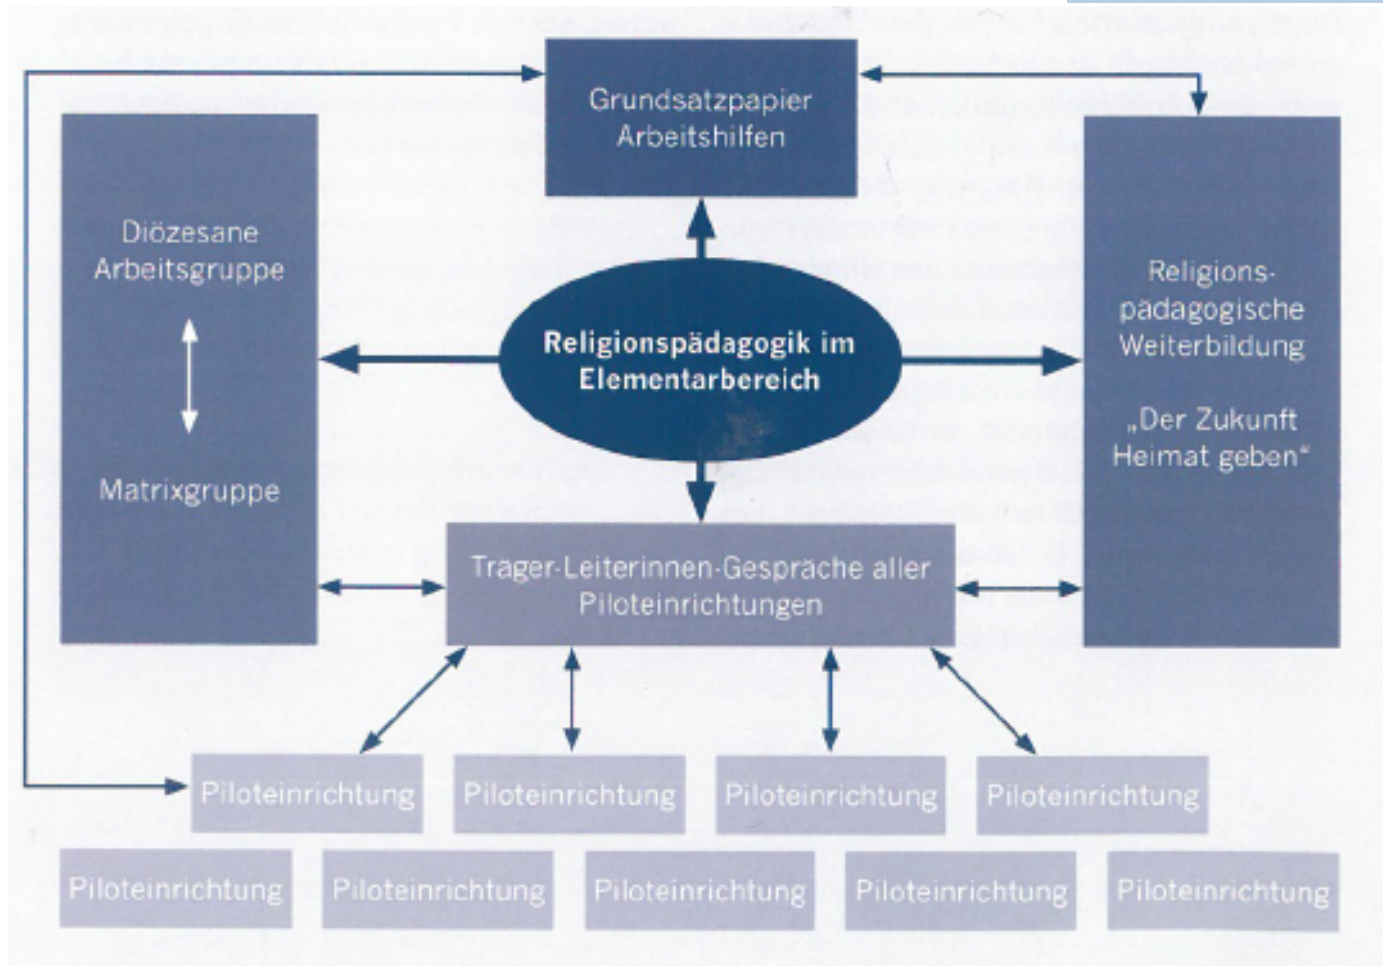 Grundsatzpapier
Arbeitshilfen
Diözesane
Arbeitsgruppe
Matrixgruppe
Religionspädagogik im
Elementarbereich
Religions-
pädagogische
Weiterbildung
„Der Zukunft
Heimat geben“
Träger-Leiterinnen-Gespräche aller
Piloteinrichtungen
Piloteinrichtung
Piloteinrichtung
Piloteinrichtung
Piloteinrichtung
Piloteinrichtung
Piloteinrichtung
Piloteinrichtung
Piloteinrichtung
Piloteinrichtung